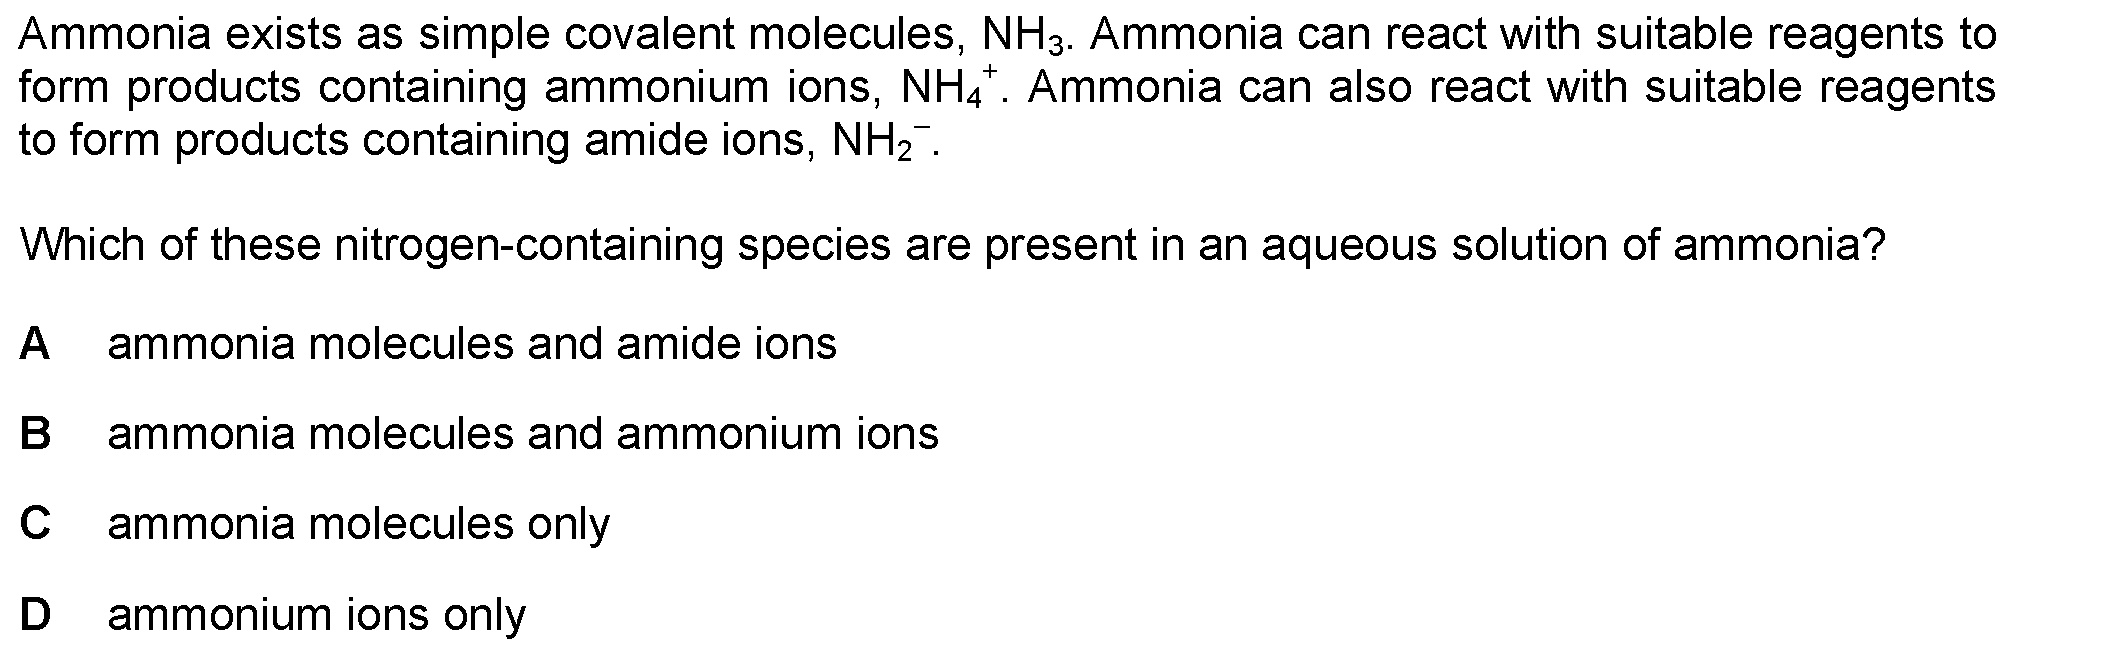 Ammonia exists as simple covalent molecules, NH₃. Ammonia can react with suitable reagents to
form products containing ammonium ions, NH₄⁺. Ammonia can also react with suitable reagents
to form products containing amide ions, NH₂⁻.
Which of these nitrogen-containing species are present in an aqueous solution of ammonia?
A ammonia molecules and amide ions
B ammonia molecules and ammonium ions
C ammonia molecules only
D ammonium ions only